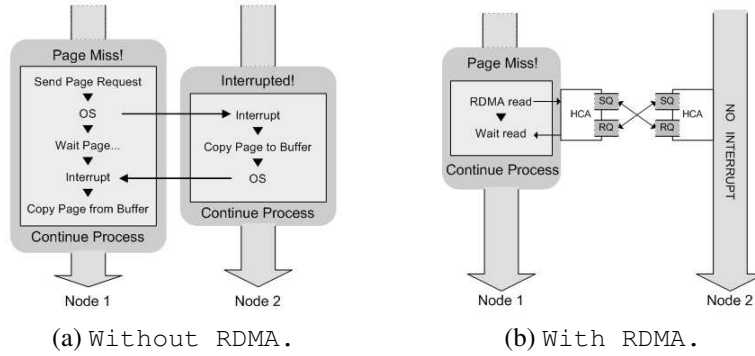 Page Miss!
Send Page Request
OS
Wait Page...
Interrupt
Copy Page from Buffer
Continue Process
Node 1
Interrupted!
Interrupt
Copy Page to Buffer
OS
Continue Process
Node 2
(a) Without RDMA.
Page Miss!
RDMA read
Wait read
Continue Process
Node 1
HCA
SQ
RQ
SQ
RQ
HCA
NO INTERRUPT
Node 2
(b) With RDMA.